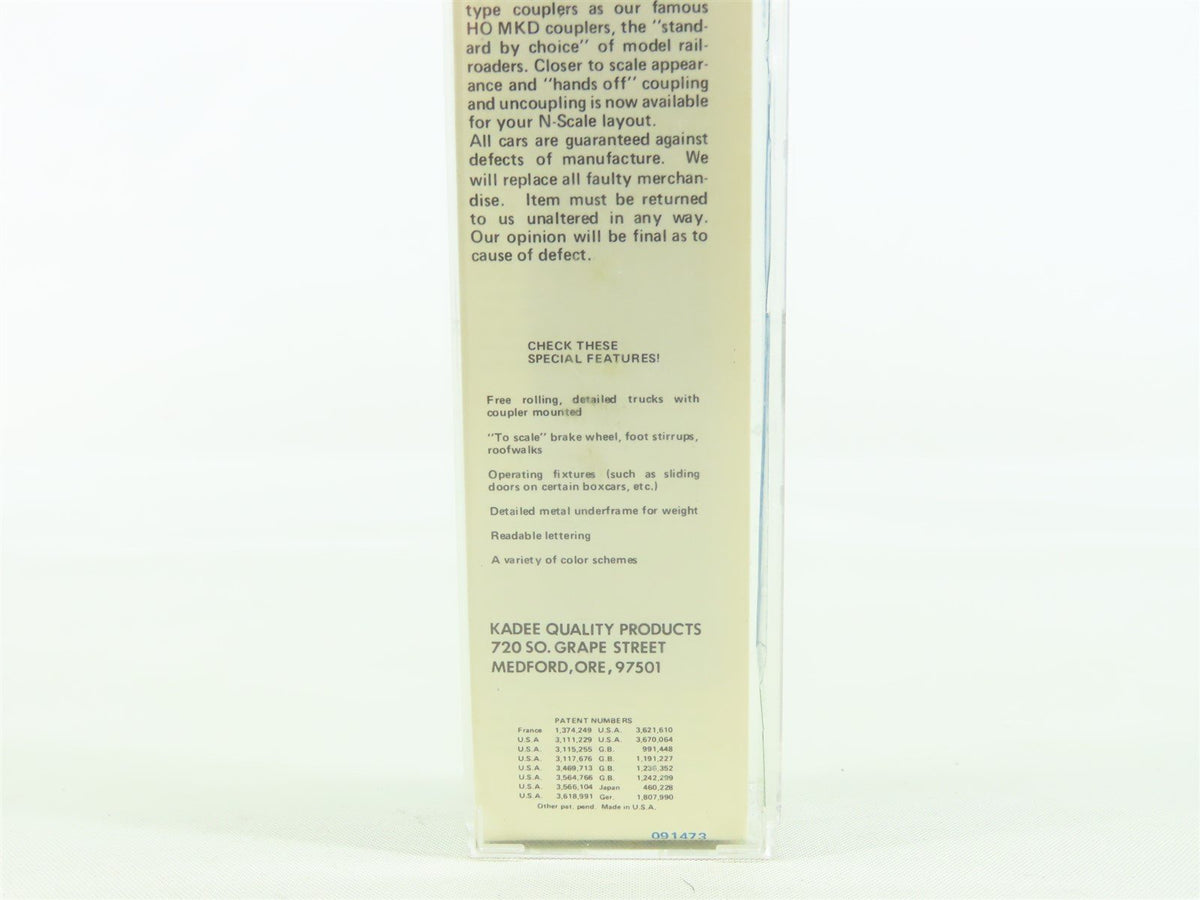 type couplers as our famous
HO MKD couplers, the "stand-
ard by choice" of model rail-
roaders. Closer to scale appear-
ance and "hands off" coupling
and uncoupling is now available
for your N-Scale layout.
All cars are guaranteed against
defects of manufacture. We
will replace all faulty merchan-
dise. Item must be returned
to us unaltered in any way.
Our opinion will be final as to
cause of defect.
CHECK THESE
SPECIAL FEATURES!
Free rolling, detailed trucks with
coupler mounted
"To scale" brake wheel, foot stirrups,
roofwalks
Operating fixtures (such as sliding
doors on certain boxcars, etc.)
Detailed metal underframe for weight
Readable lettering
A variety of color schemes
KADEE QUALITY PRODUCTS
720 SO. GRAPE STREET
MEDFORD, ORE, 97501
PATENT NUMBERS
France 1,374,249 U.S.A. 3,621,610
U.S.A 3,111,229 U.S.A. 3,670,064
U.S.A. 3,115,255 G.B. 991,448
U.S.A. 3,117,676 G.B. 1,191,227
U.S.A. 3,469,713 G.B. 1,236,352
U.S.A. 3,564,766 G.B. 1,242,299
U.S.A. 3,566,104 Japan 460,228
U.S.A. 3,618,991 Ger. 1,807,990
Other pat. pend. Made in U.S.A.
091473